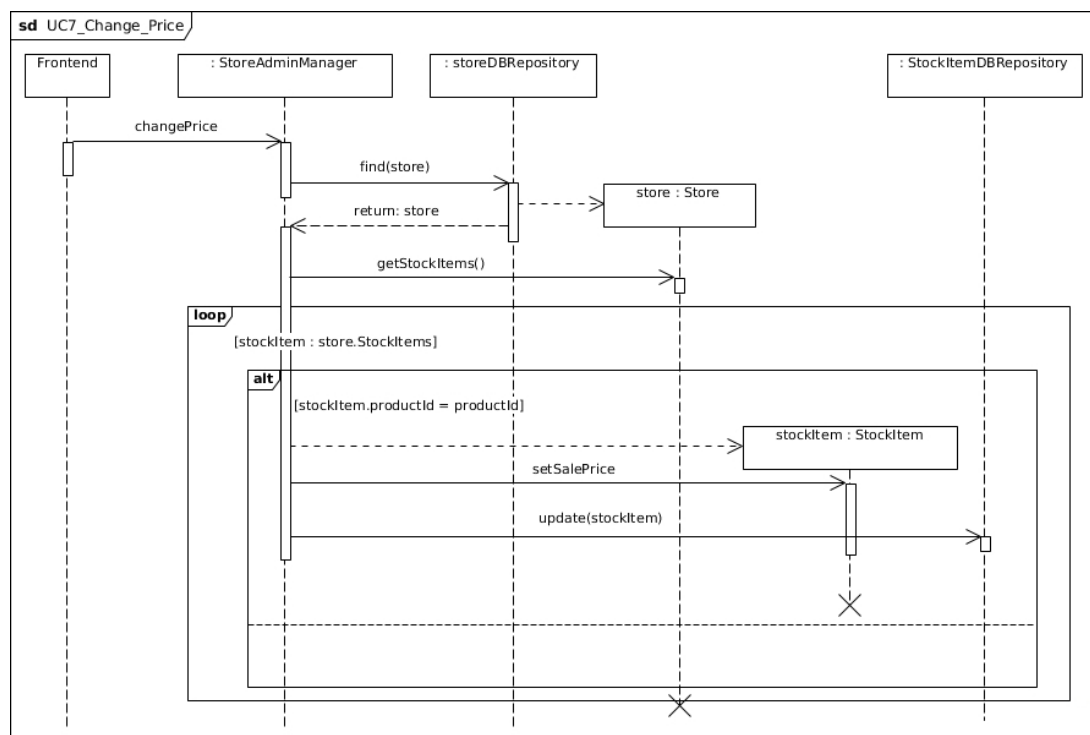 sd UC7_Change_Price
Frontend
: StoreAdminManager
: storeDBRepository
: StockItemDBRepository
changePrice
find(store)
store : Store
return: store
getStockItems()
loop
[stockItem : store.StockItems]
alt
[stockItem.productId = productId]
stockItem : StockItem
setSalePrice
update(stockItem)